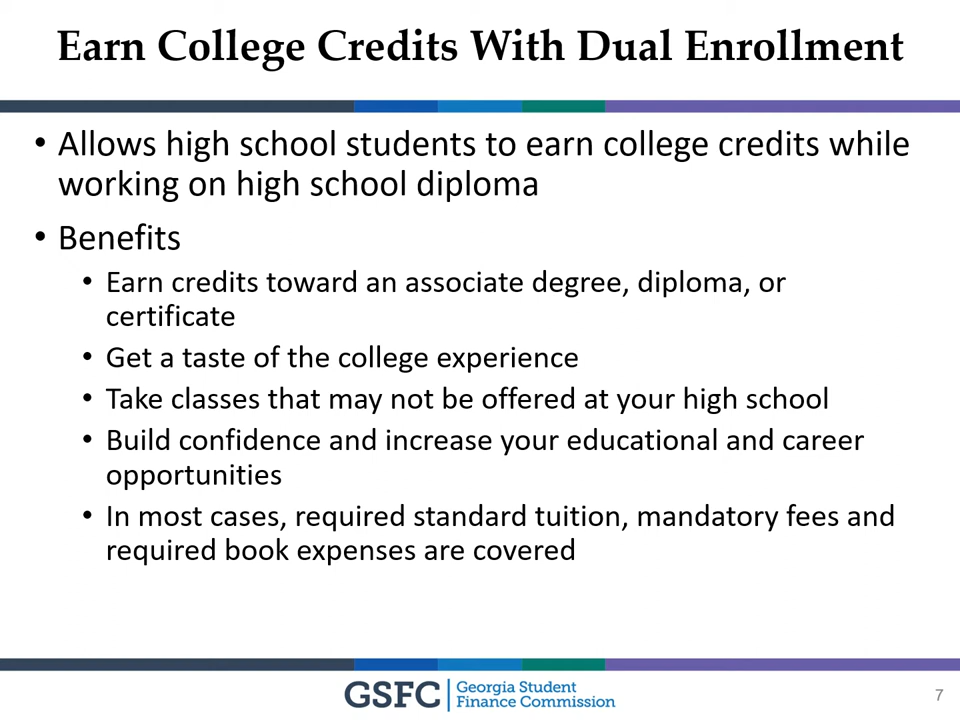 Earn College Credits With Dual Enrollment
• Allows high school students to earn college credits while
working on high school diploma
• Benefits
• Earn credits toward an associate degree, diploma, or
certificate
• Get a taste of the college experience
• Take classes that may not be offered at your high school
• Build confidence and increase your educational and career
opportunities
• In most cases, required standard tuition, mandatory fees and
required book expenses are covered
GSFC
Georgia Student
Finance Commission
7